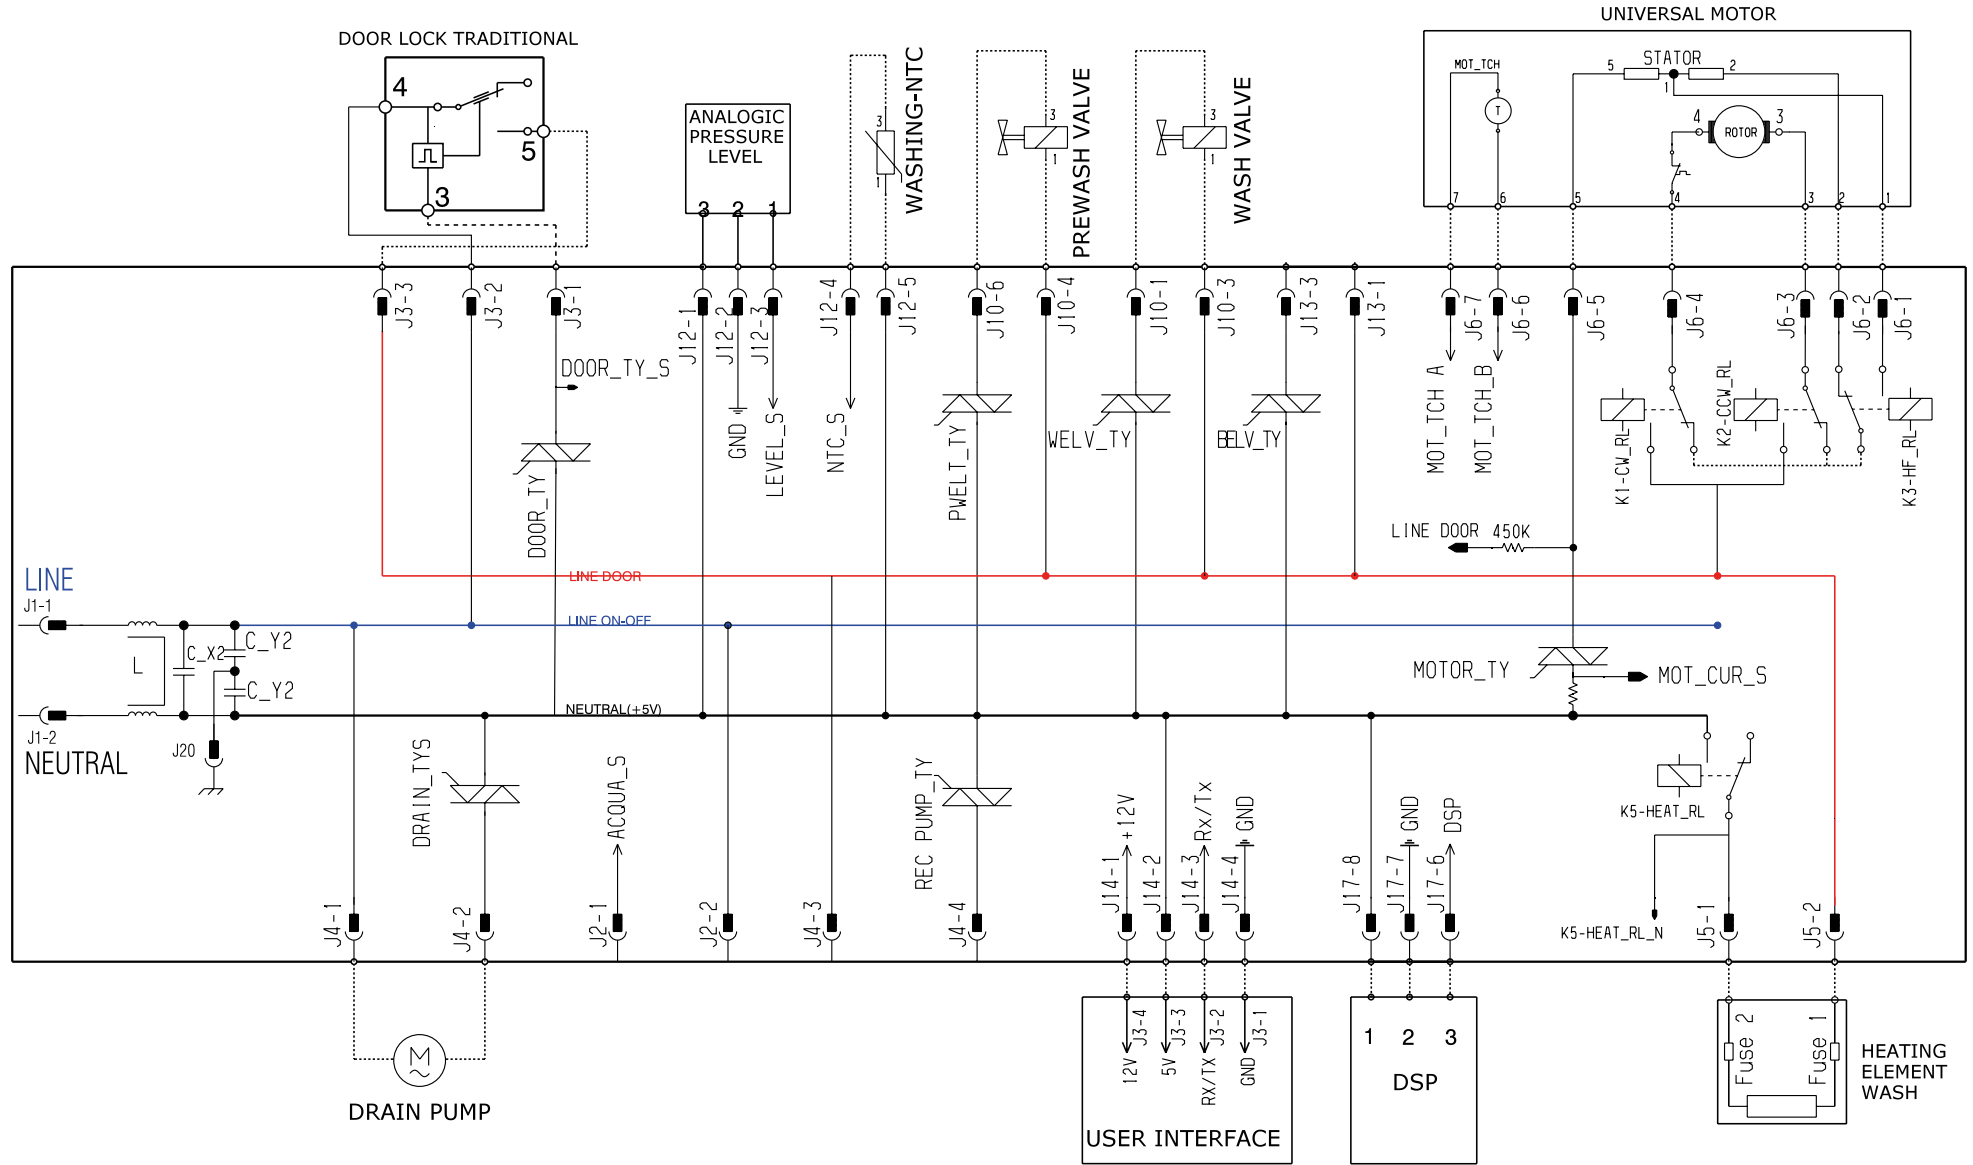 UNIVERSAL MOTOR
DOOR LOCK TRADITIONAL
4
5
3
ANALOGIC
PRESSURE
LEVEL
3 2 1
3
1
WASHING-NTC
3
1
PREWASH VALVE
3
1
WASH VALVE
MOT_TCH
T
STATOR
5
2
1
4
ROTOR
3
7
6
5
4
3
2
1
J3-3
J3-2
J3-1
J12-1
J12-2
J12-3
J12-4
J12-5
J10-6
J10-4
J10-1
J10-3
J13-3
J13-1
J6-7
J6-6
J6-5
J6-4
J6-3
J6-2
J6-1
DOOR_TY_S
DOOR_TY
GND
LEVEL_S
NTC_S
PWELT_TY
WELV_TY
BELV_TY
MOT_TCH A
MOT_TCH_B
K1-CW_RL
K2-CCW_RL
K3-HF_RL
LINE DOOR 450K
LINE DOOR
LINE
J1-1
LINE ON-OFF
L
C_X2
C_Y2
C_Y2
MOTOR_TY
MOT_CUR_S
NEUTRAL(+5V)
J1-2
NEUTRAL
J20
DRAIN_TYS
ACQUA_S
REC PUMP_TY
+12V
Rx/Tx
GND
GND
DSP
K5-HEAT_RL
K5-HEAT_RL_N
J4-1
J4-2
J2-1
J2-2
J4-3
J4-4
J14-1
J14-2
J14-3
J14-4
J17-8
J17-7
J17-6
J5-1
J5-2
M
DRAIN PUMP
J3-4
J3-3
J3-2
J3-1
12V
5V
RX/TX
GND
USER INTERFACE
1 2 3
DSP
Fuse 2
Fuse 1
HEATING
ELEMENT
WASH